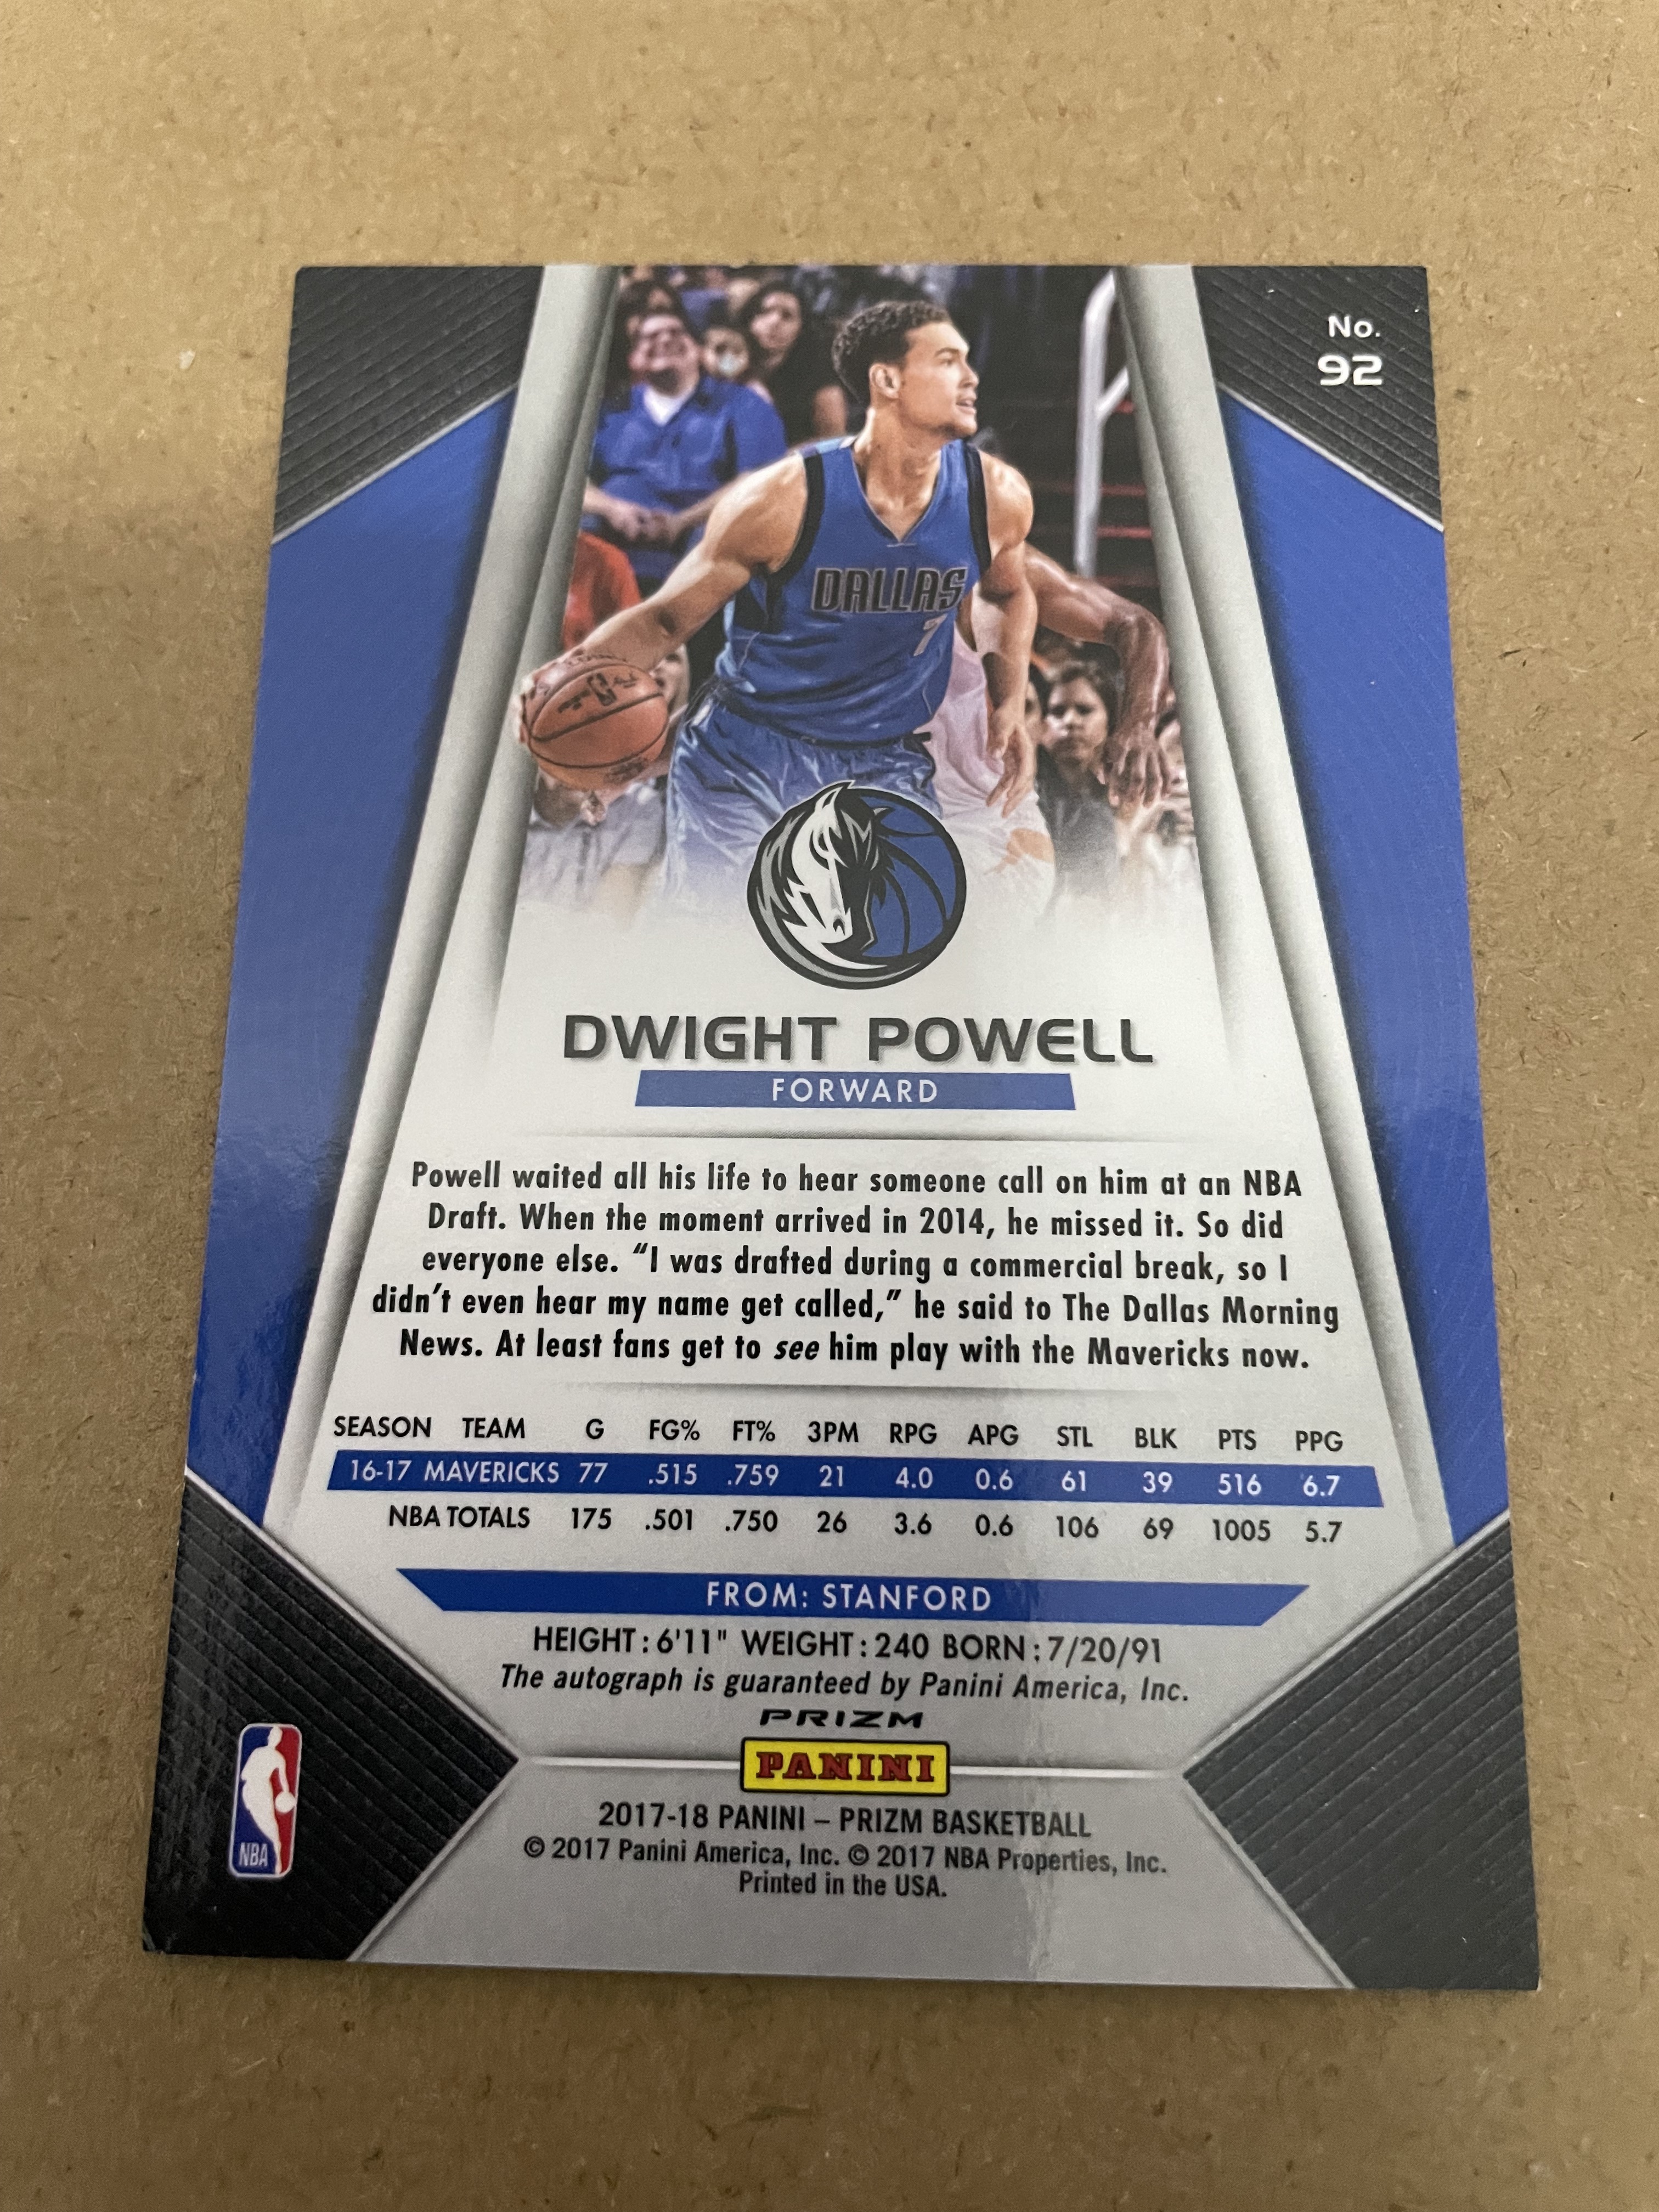 No.
92
DALLAS
7
DWIGHT POWELL
FORWARD
Powell waited all his life to hear someone call on him at an NBA
Draft. When the moment arrived in 2014, he missed it. So did
everyone else. “I was drafted during a commercial break, so I
didn’t even hear my name get called,” he said to The Dallas Morning
News. At least fans get to see him play with the Mavericks now.
SEASON TEAM G FG% FT% 3PM RPG APG STL BLK PTS PPG
16-17 MAVERICKS 77 .515 .759 21 4.0 0.6 61 39 516 6.7
NBA TOTALS 175 .501 .750 26 3.6 0.6 106 69 1005 5.7
FROM: STANFORD
HEIGHT: 6'11" WEIGHT: 240 BORN: 7/20/91
The autograph is guaranteed by Panini America, Inc.
PRIZM
PANINI
NBA
2017-18 PANINI – PRIZM BASKETBALL
© 2017 Panini America, Inc. © 2017 NBA Properties, Inc.
Printed in the USA.